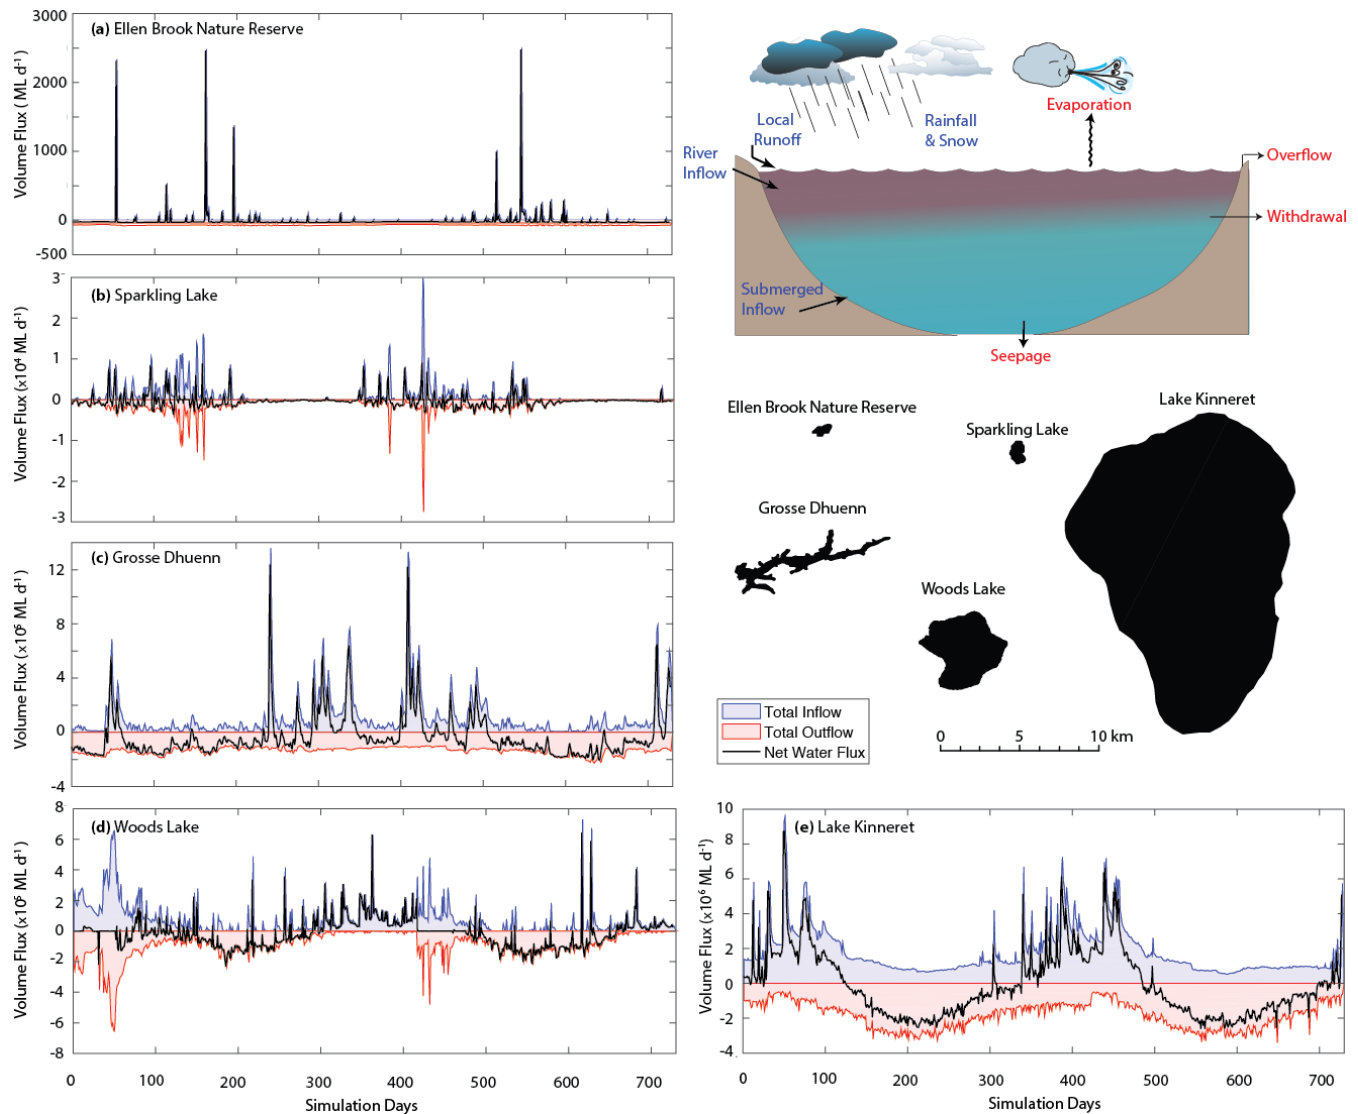 (a) Ellen Brook Nature Reserve
Volume Flux ( ML d-1)
3000
2500
2000
1000
0
-500
(b) Sparkling Lake
Volume Flux (x10⁴ ML d-1)
3
2
1
0
-1
-2
-3
(c) Grosse Dhuenn
Volume Flux (x10⁵ ML d-1)
12
8
4
0
-4
(d) Woods Lake
Volume Flux (x10⁵ ML d-1)
8
6
4
2
0
-2
-4
-6
-8
0 100 200 300 400 500 600 700
Simulation Days
Local
Runoff
Rainfall
& Snow
Evaporation
River
Inflow
Overflow
Withdrawal
Submerged
Inflow
Seepage
Ellen Brook Nature Reserve
Sparkling Lake
Lake Kinneret
Grosse Dhuenn
Woods Lake
Total Inflow
Total Outflow
Net Water Flux
0 5 10 km
(e) Lake Kinneret
Volume Flux (x10⁶ ML d-1)
10
8
6
4
2
0
-2
-4
0 100 200 300 400 500 600 700
Simulation Days